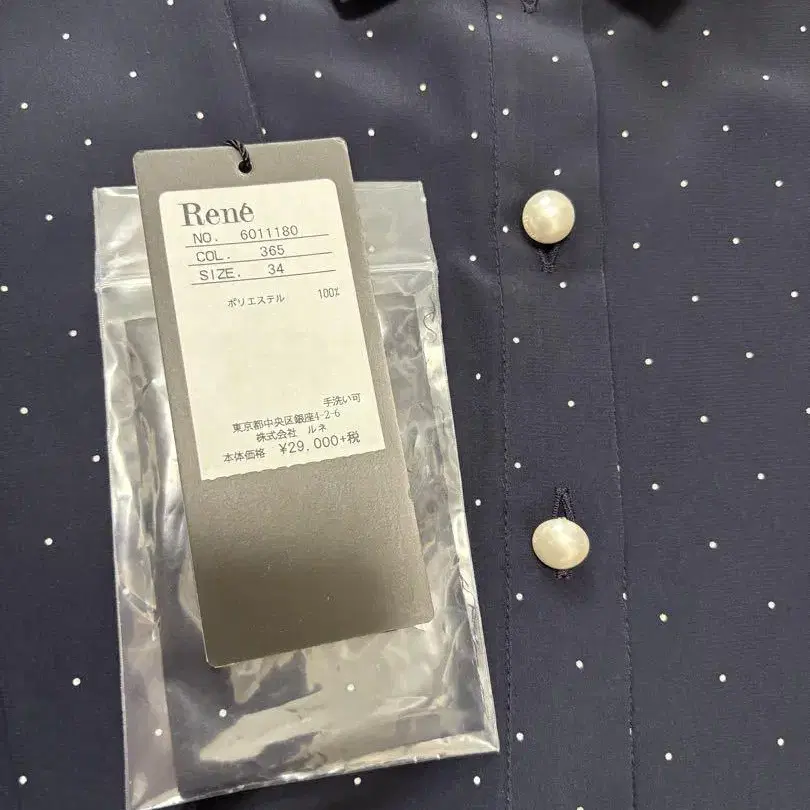 René
NO. 6011180
COL. 365
SIZE. 34
ポリエステル 100%
手洗い可
東京都中央区銀座4-2-6
株式会社 ルネ
本体価格 ¥29,000+税